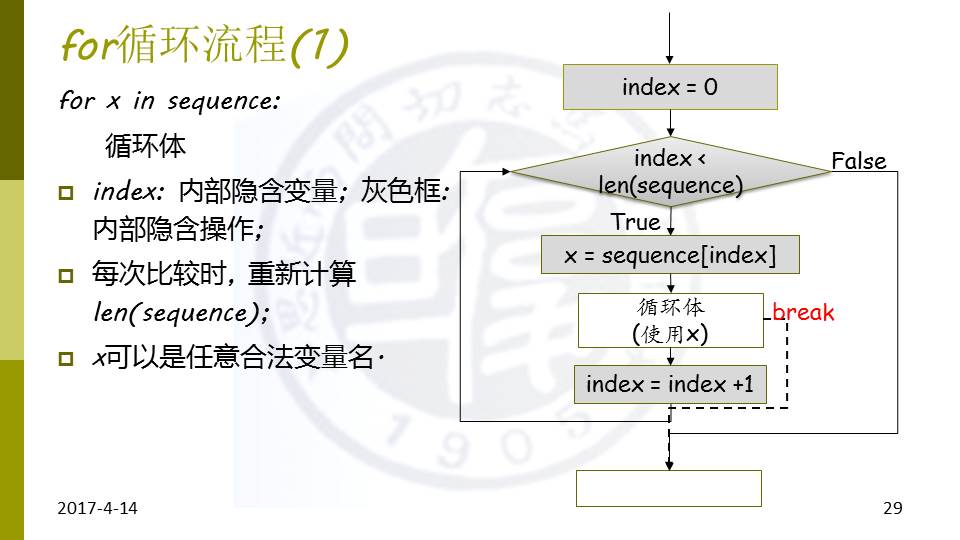 for循环流程(1)
for x in sequence:
循环体
index: 内部隐含变量; 灰色框:
内部隐含操作;
每次比较时, 重新计算
len(sequence);
x可以是任意合法变量名.
index = 0
index <
len(sequence)
False
True
x = sequence[index]
循环体
(使用x)
break
index = index +1
1905
2017-4-14
29